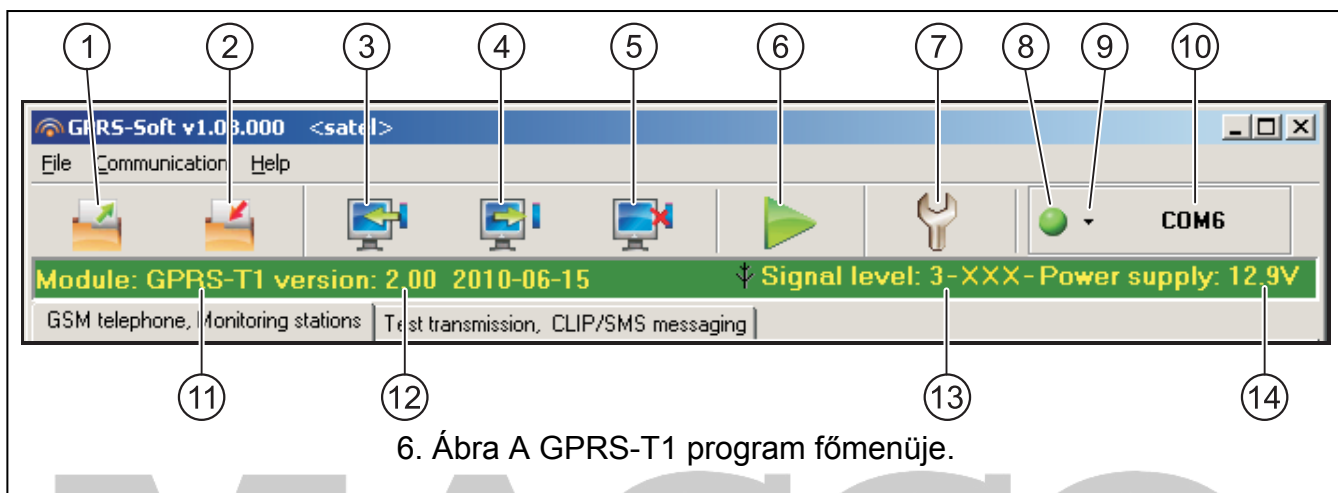 1 2 3 4 5 6 7 8 9 10
GPRS-Soft v1.03.000 <satel>
File Communication Help
COM6
Module: GPRS-T1 version: 2.00 2010-06-15 Signal level: 3-XXX- Power supply: 12.9V
GSM telephone, Monitoring stations Test transmission, CLIP/SMS messaging
11 12 13 14
6. Ábra A GPRS-T1 program főmenüje.